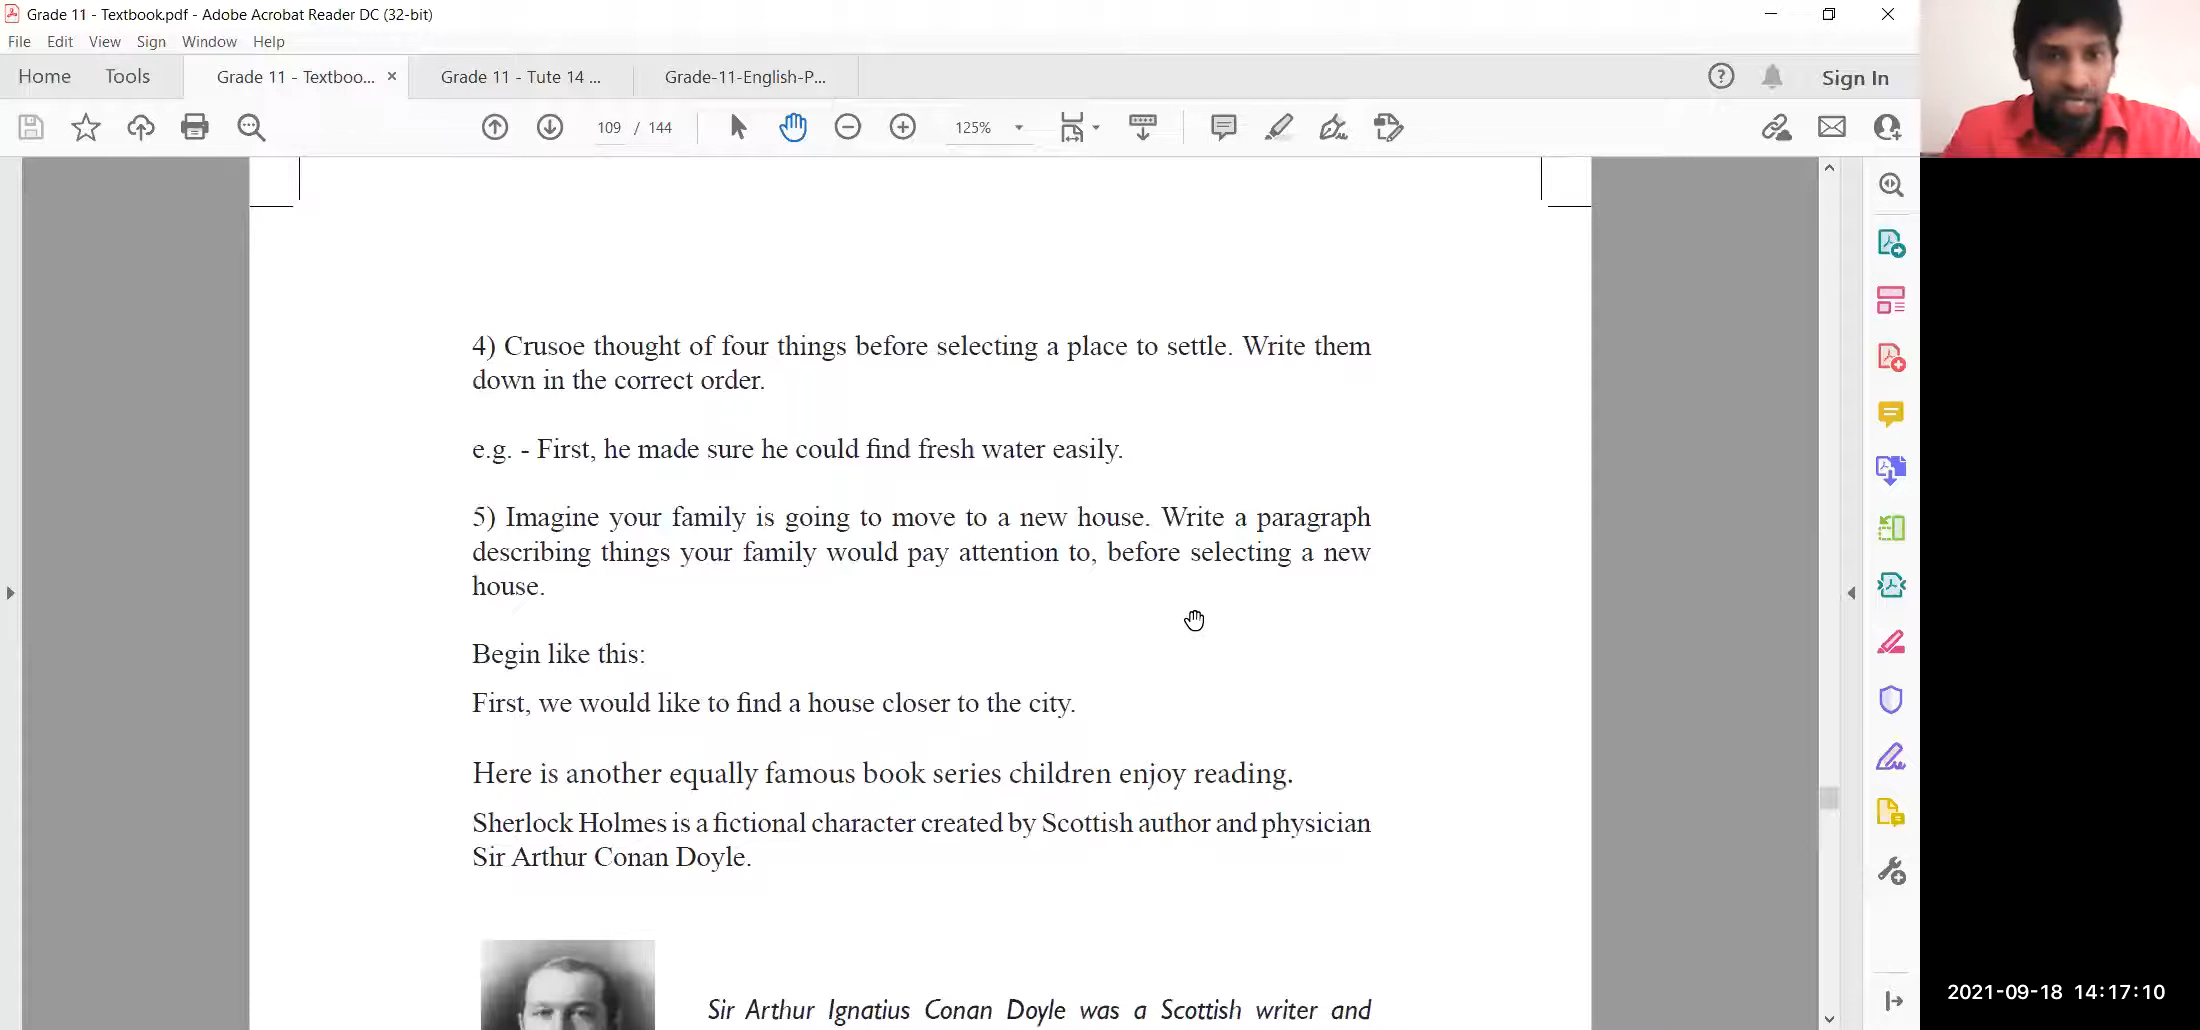 Grade 11 - Textbook.pdf - Adobe Acrobat Reader DC (32-bit)
File Edit View Sign Window Help
Home Tools Grade 11 - Textboo... × Grade 11 - Tute 14 ... Grade-11-English-P... Sign In
109 / 144 125%
4) Crusoe thought of four things before selecting a place to settle. Write them
down in the correct order.
e.g. - First, he made sure he could find fresh water easily.
5) Imagine your family is going to move to a new house. Write a paragraph
describing things your family would pay attention to, before selecting a new
house.
Begin like this:
First, we would like to find a house closer to the city.
Here is another equally famous book series children enjoy reading.
Sherlock Holmes is a fictional character created by Scottish author and physician
Sir Arthur Conan Doyle.
Sir Arthur Ignatius Conan Doyle was a Scottish writer and
2021-09-18 14:17:10